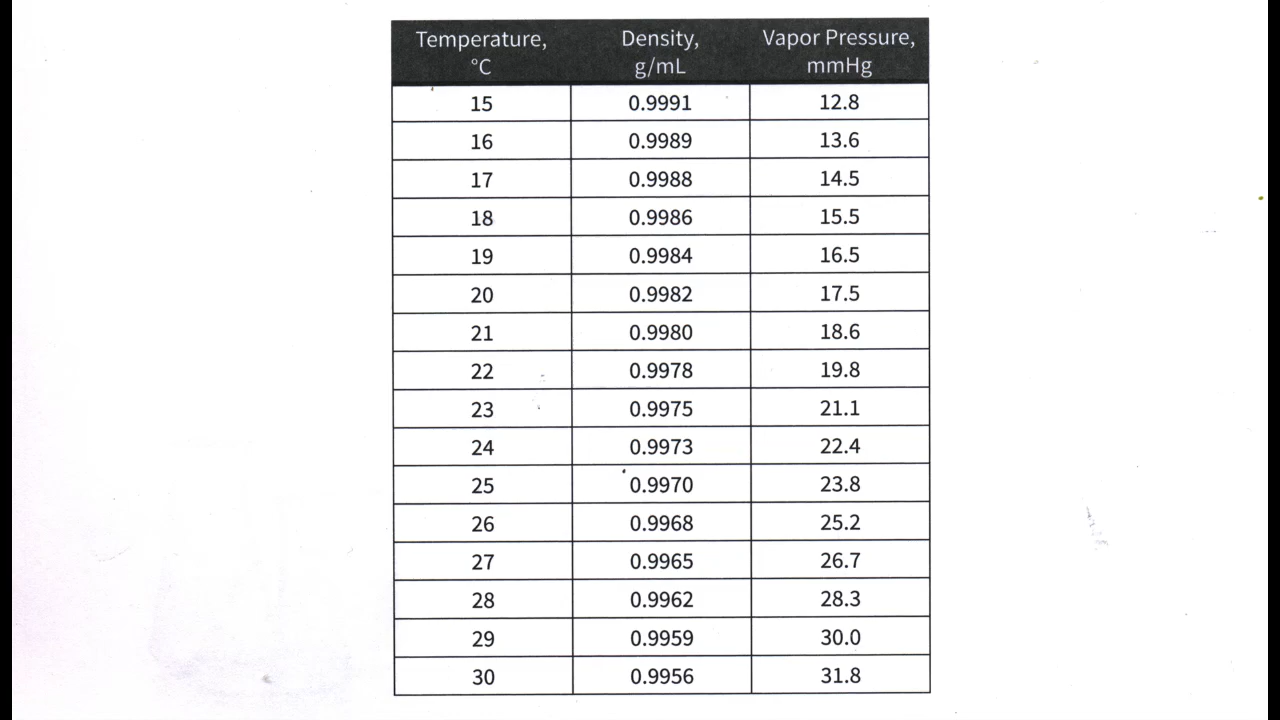 Temperature, Density, Vapor Pressure,
°C g/mL mmHg
15 0.9991 12.8
16 0.9989 13.6
17 0.9988 14.5
18 0.9986 15.5
19 0.9984 16.5
20 0.9982 17.5
21 0.9980 18.6
22 0.9978 19.8
23 0.9975 21.1
24 0.9973 22.4
25 0.9970 23.8
26 0.9968 25.2
27 0.9965 26.7
28 0.9962 28.3
29 0.9959 30.0
30 0.9956 31.8